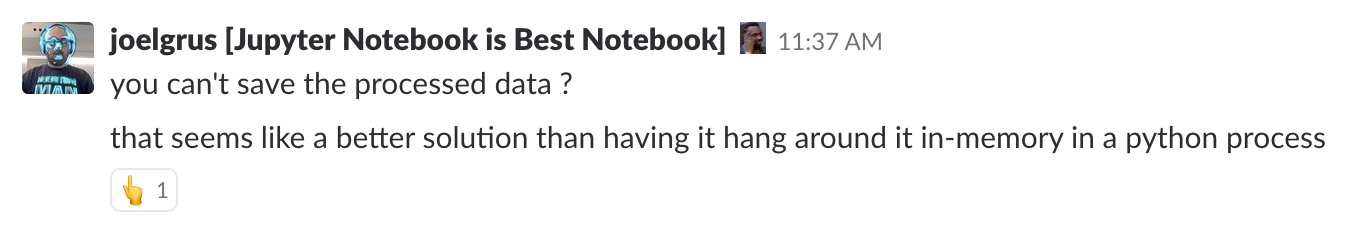 joelgrus [Jupyter Notebook is Best Notebook] 11:37 AM
you can't save the processed data ?
that seems like a better solution than having it hang around it in-memory in a python process
1